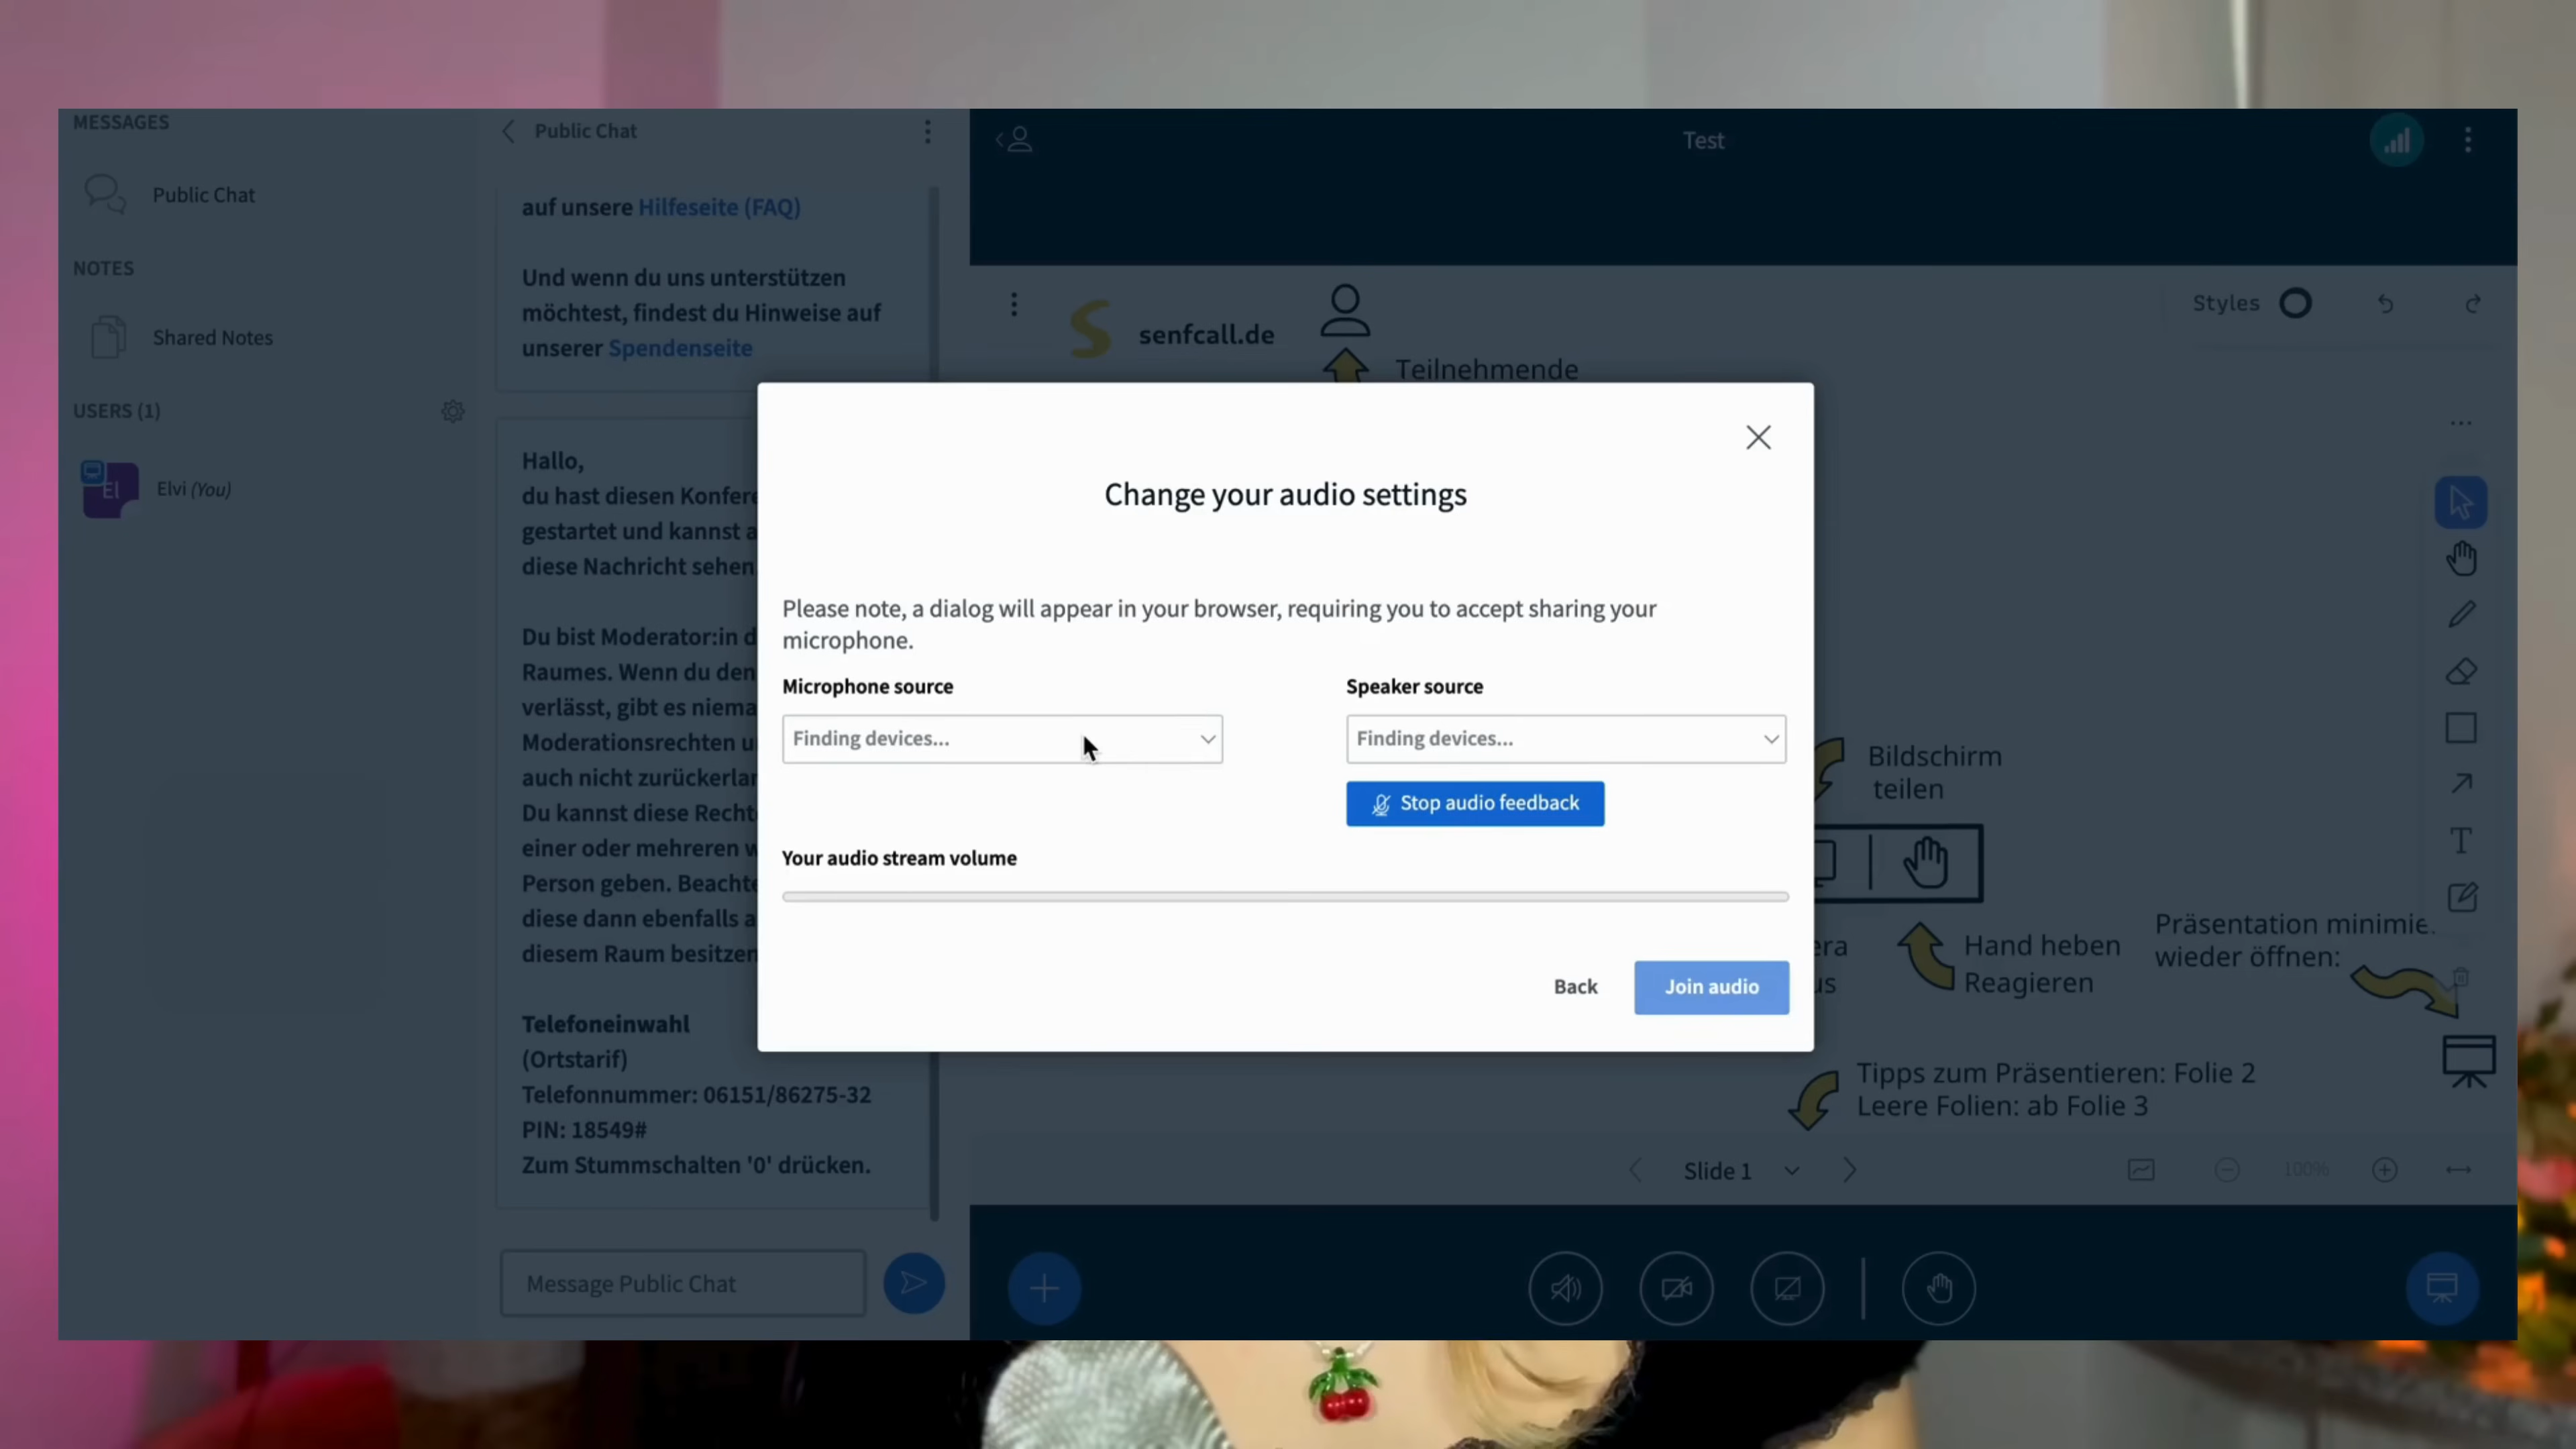 MESSAGES
Public Chat
NOTES
Shared Notes
USERS (1)
El
Elvi (You)
Public Chat
auf unsere Hilfeseite (FAQ)
Und wenn du uns unterstützen
möchtest, findest du Hinweise auf
unserer Spendenseite
Hallo,
du hast diesen Konfere
gestartet und kannst a
diese Nachricht sehen
Du bist Moderator:in d
Raumes. Wenn du den
verlässt, gibt es niema
Moderationsrechten u
auch nicht zurückerlan
Du kannst diese Recht
einer oder mehreren w
Person geben. Beachte
diese dann ebenfalls a
diesem Raum besitzen
Telefoneinwahl
(Ortstarif)
Telefonnummer: 06151/86275-32
PIN: 18549#
Zum Stummschalten '0' drücken.
Message Public Chat
Test
senfcall.de
Teilnehmende
Styles
Change your audio settings
Please note, a dialog will appear in your browser, requiring you to accept sharing your
microphone.
Microphone source
Finding devices...
Speaker source
Finding devices...
Stop audio feedback
Your audio stream volume
Back
Join audio
Bildschirm
teilen
era
us
Hand heben
Reagieren
Präsentation minimie
wieder öffnen:
Tipps zum Präsentieren: Folie 2
Leere Folien: ab Folie 3
T
Slide 1
100%